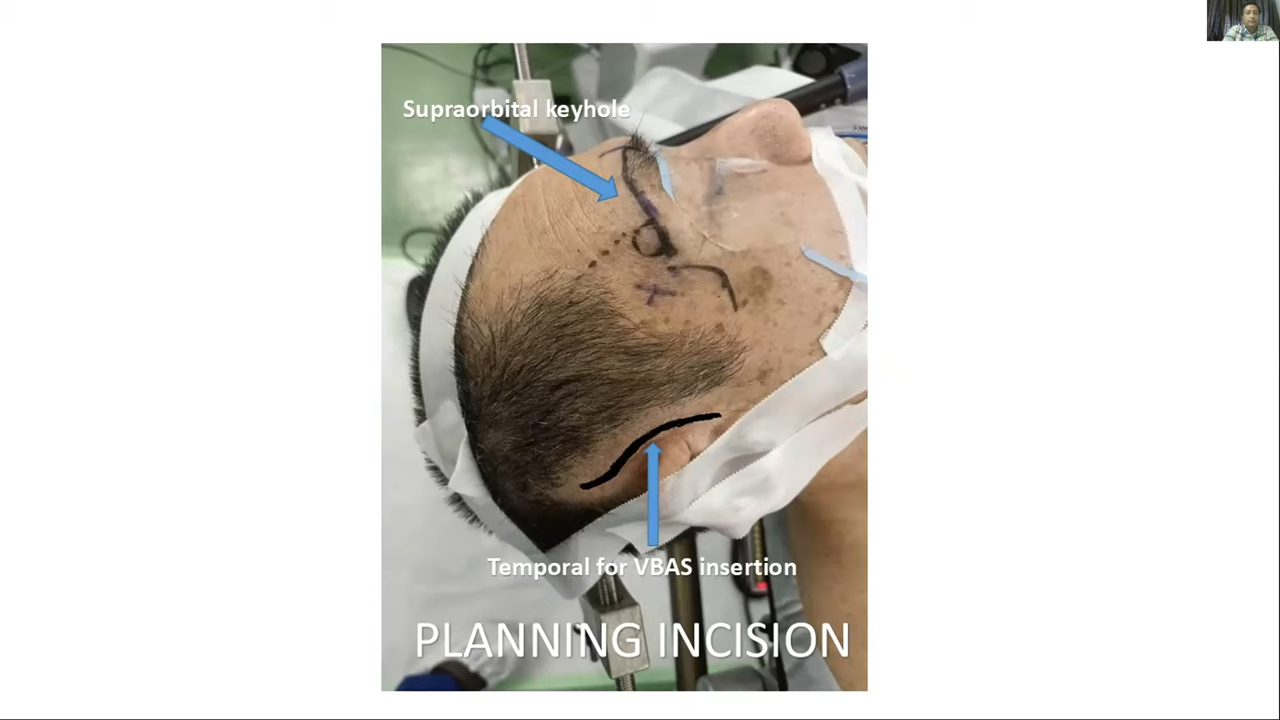 Supraorbital keyhole
Temporal for VBAS insertion
PLANNING INCISION